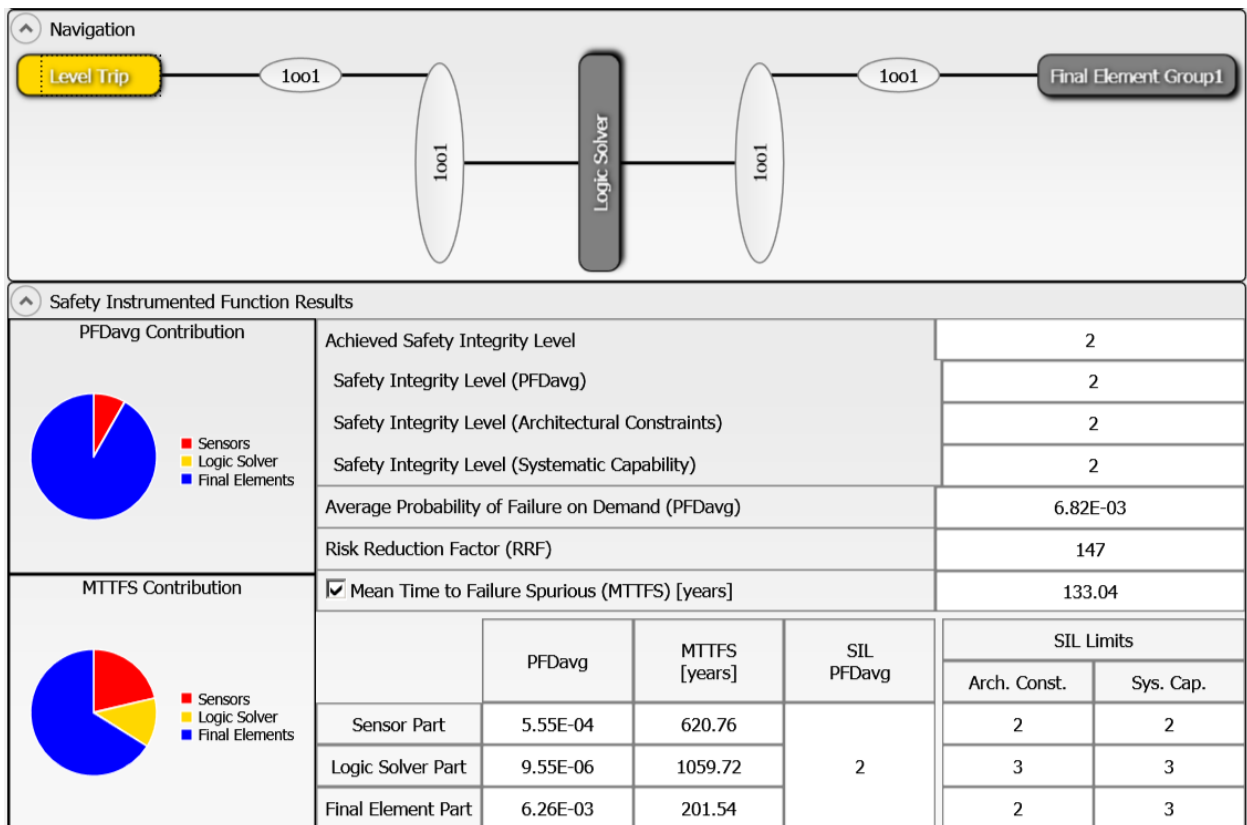 Navigation
Level Trip
1oo1
1oo1
Logic Solver
1oo1
1oo1
Final Element Group1
Safety Instrumented Function Results
PFDavg Contribution
Sensors
Logic Solver
Final Elements
MTTFS Contribution
Sensors
Logic Solver
Final Elements
Achieved Safety Integrity Level 2
Safety Integrity Level (PFDavg) 2
Safety Integrity Level (Architectural Constraints) 2
Safety Integrity Level (Systematic Capability) 2
Average Probability of Failure on Demand (PFDavg) 6.82E-03
Risk Reduction Factor (RRF) 147
Mean Time to Failure Spurious (MTTFS) [years] 133.04
PFDavg MTTFS [years] SIL PFDavg SIL Limits
Arch. Const. Sys. Cap.
Sensor Part 5.55E-04 620.76 2 2
Logic Solver Part 9.55E-06 1059.72 2 3 3
Final Element Part 6.26E-03 201.54 2 3